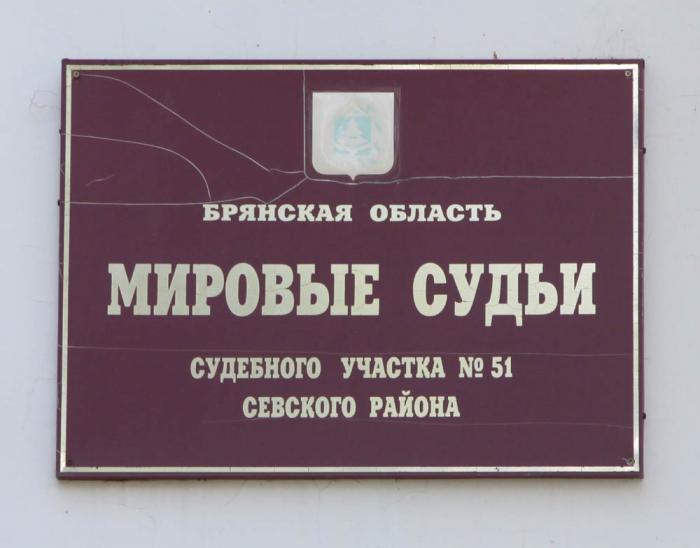 БРЯНСКАЯ ОБЛАСТЬ
МИРОВЫЕ СУДЬИ
СУДЕБНОГО УЧАСТКА № 51
СЕВСКОГО РАЙОНА